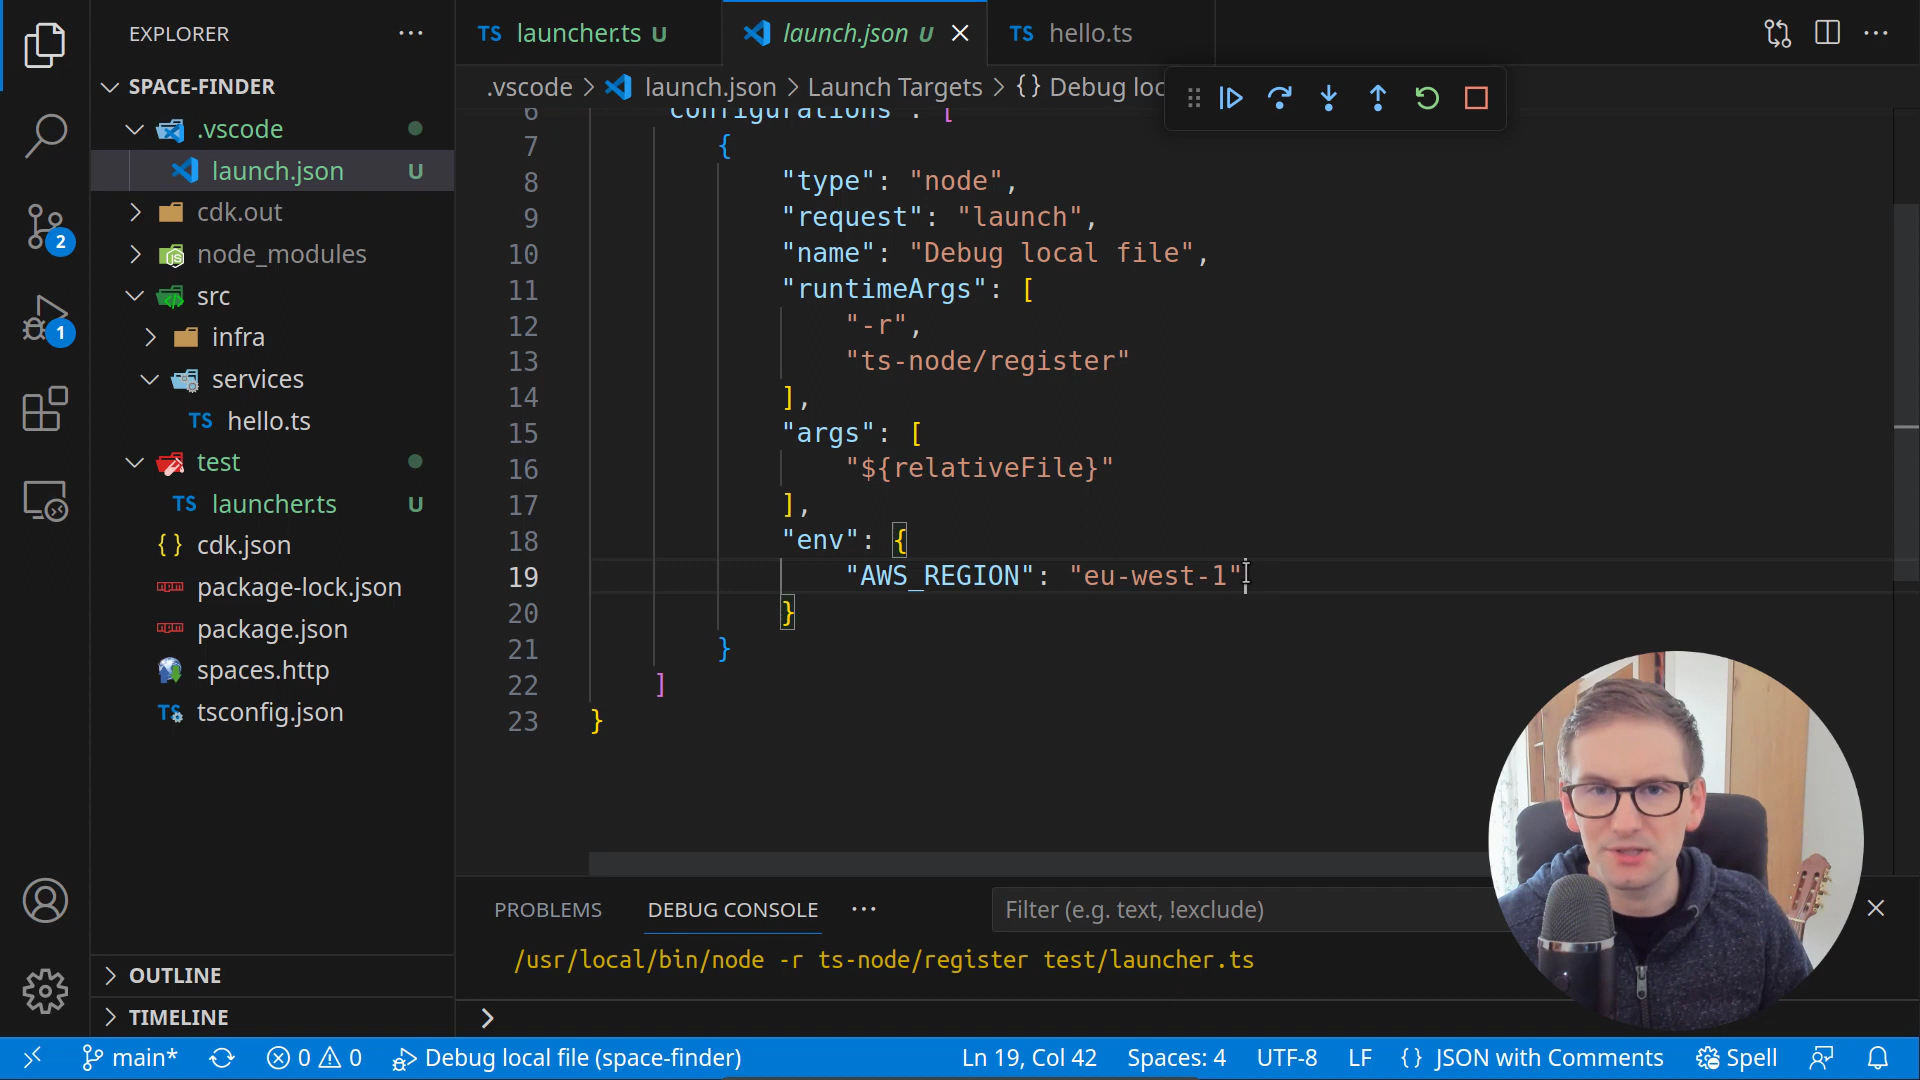 EXPLORER
SPACE-FINDER
.vscode
launch.json U
cdk.out
node_modules
src
infra
services
TS hello.ts
test
TS launcher.ts U
{ } cdk.json
package-lock.json
package.json
spaces.http
TS tsconfig.json
OUTLINE
TIMELINE
2
1
TS launcher.ts U
launch.json U
TS hello.ts
.vscode > launch.json > Launch Targets > {} Debug loc
6 "configurations": [
7 {
8 "type": "node",
9 "request": "launch",
10 "name": "Debug local file",
11 "runtimeArgs": [
12 "-r",
13 "ts-node/register"
14 ],
15 "args": [
16 "${relativeFile}"
17 ],
18 "env": {
19 "AWS_REGION": "eu-west-1"
20 }
21 }
22 ]
23 }
PROBLEMS DEBUG CONSOLE ···
Filter (e.g. text, !exclude)
/usr/local/bin/node -r ts-node/register test/launcher.ts
main* 0 0 Debug local file (space-finder) Ln 19, Col 42 Spaces: 4 UTF-8 LF {} JSON with Comments Spell